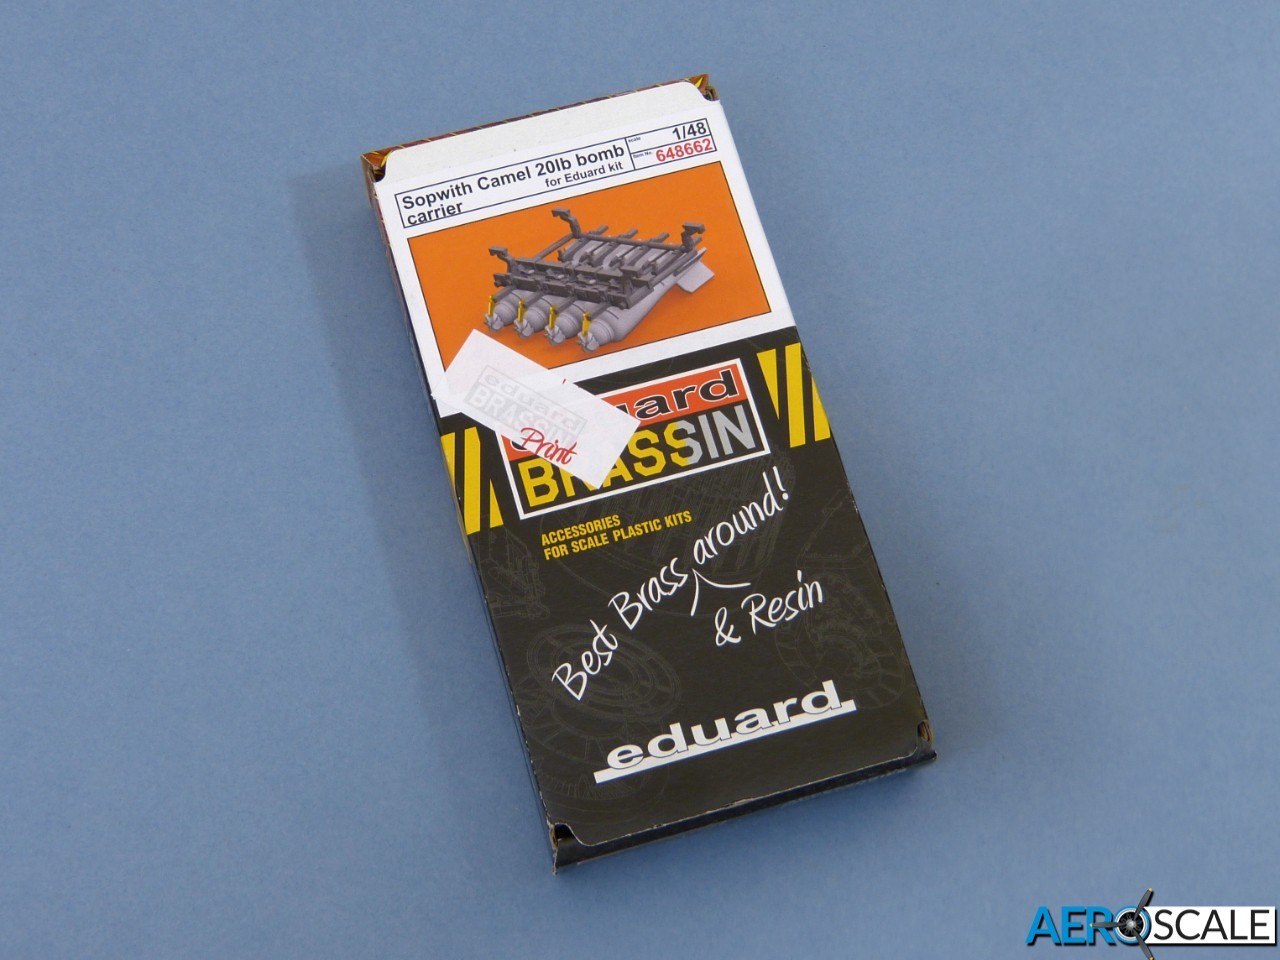 Sopwith Camel 20lb bomb
carrier
for Eduard kit
scale
1/48
Item No.
648662
eduard
BRASSIN
Print
eduard
BRASSIN
ACCESSORIES
FOR SCALE PLASTIC KITS
Best Brass around!
& Resin
eduard
AEROSCALE